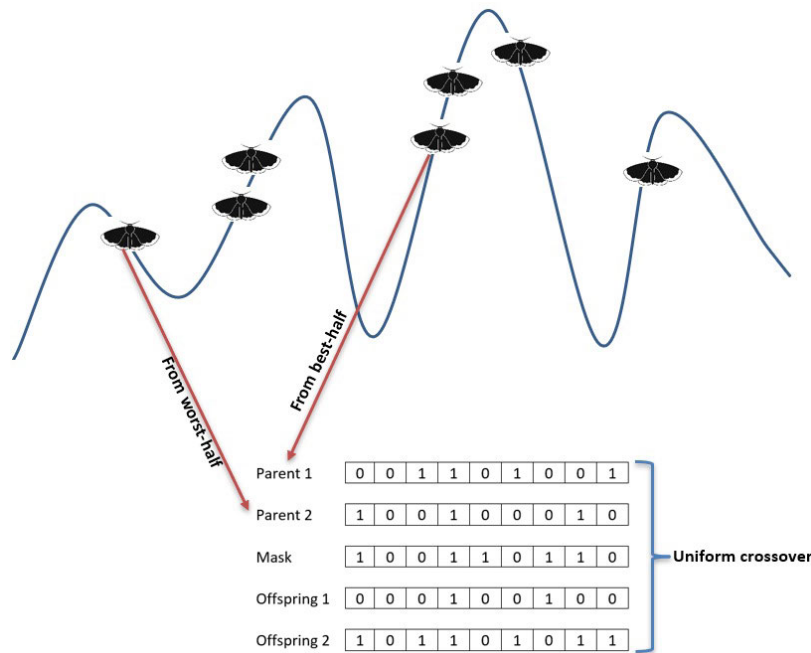 From worst-half
From best-half
Parent 1 0 0 1 1 0 1 0 0 1
Parent 2 1 0 0 1 0 0 0 1 0
Mask 1 0 0 1 1 0 1 1 0
Offspring 1 0 0 0 1 0 0 1 0 0
Offspring 2 1 0 1 1 0 1 0 1 1
Uniform crossover